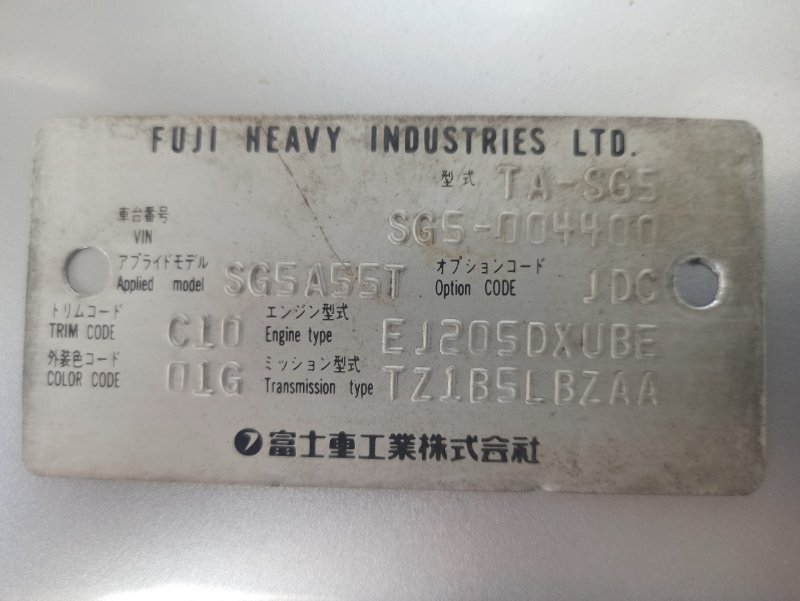 FUJI HEAVY INDUSTRIES LTD.
型式 TA-SG5
車台番号 VIN SG5-004400
アプライドモデル Applied model SG5A55T オプションコード Option CODE JDC
トリムコード TRIM CODE C10 エンジン型式 Engine type EJ205DXUBE
外装色コード COLOR CODE 01G ミッション型式 Transmission type TZ1B5LBZAA
フ 富士重工業株式会社